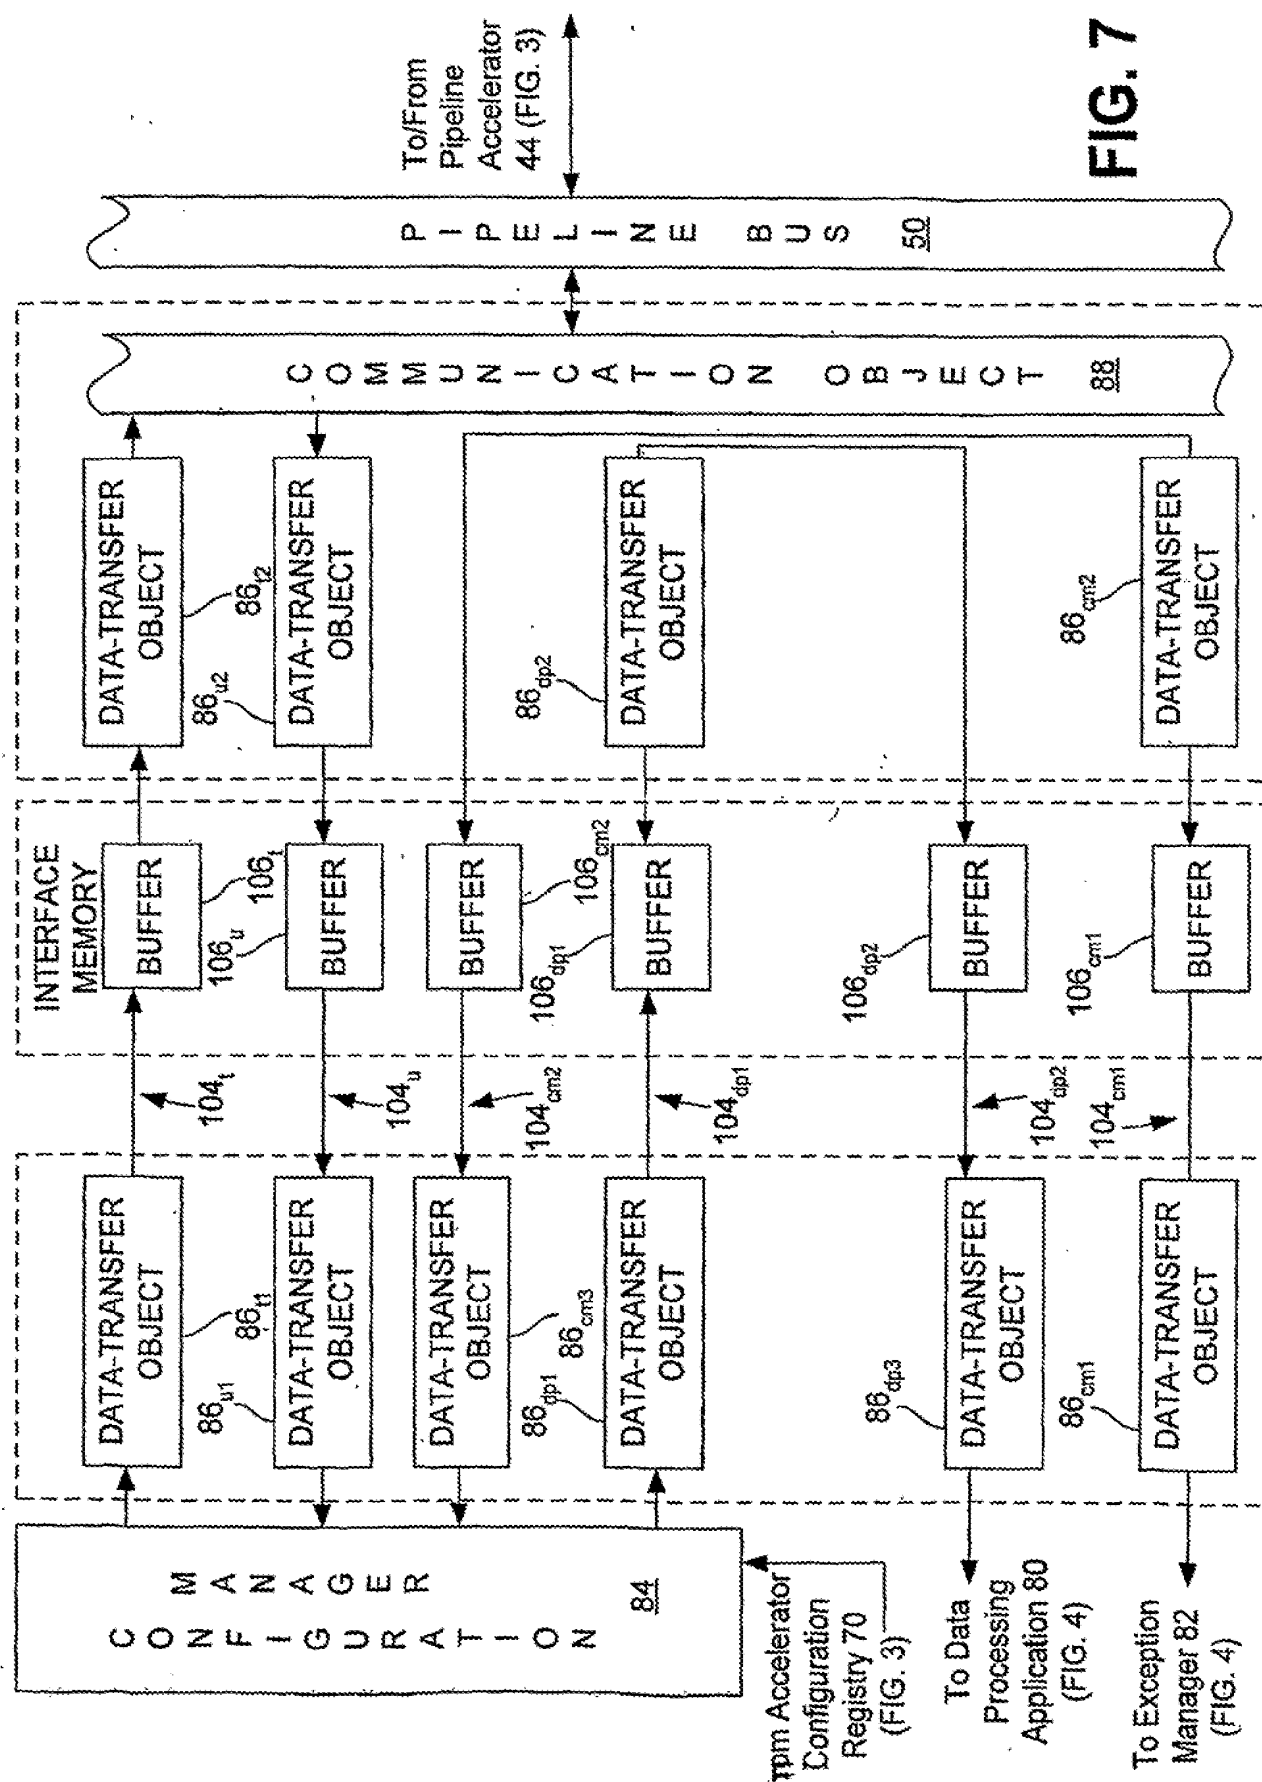 FIG. 7
To/From
Pipeline
Accelerator
44 (FIG. 3)
PIPELINE BUS
50
COMMUNICATION OBJECT
88
DATA-TRANSFER
OBJECT
86t2
86u2
DATA-TRANSFER
OBJECT
86dp2
DATA-TRANSFER
OBJECT
86cm2
DATA-TRANSFER
OBJECT
INTERFACE
MEMORY
BUFFER
106t
106u
BUFFER
BUFFER
106cm2
106dp1
BUFFER
106dp2
BUFFER
106cm1
BUFFER
104t
104u
104cm2
104dp1
104dp2
104cm1
DATA-TRANSFER
OBJECT
86t1
86u1
DATA-TRANSFER
OBJECT
DATA-TRANSFER
OBJECT
86cm3
86dp1
DATA-TRANSFER
OBJECT
86dp3
DATA-TRANSFER
OBJECT
86cm1
DATA-TRANSFER
OBJECT
MANAGER
CONFIGURATION
84
Accelerator
Configuration
Registry 70
(FIG. 3)
To Data
Processing
Application 80
(FIG. 4)
To Exception
Manager 82
(FIG. 4)